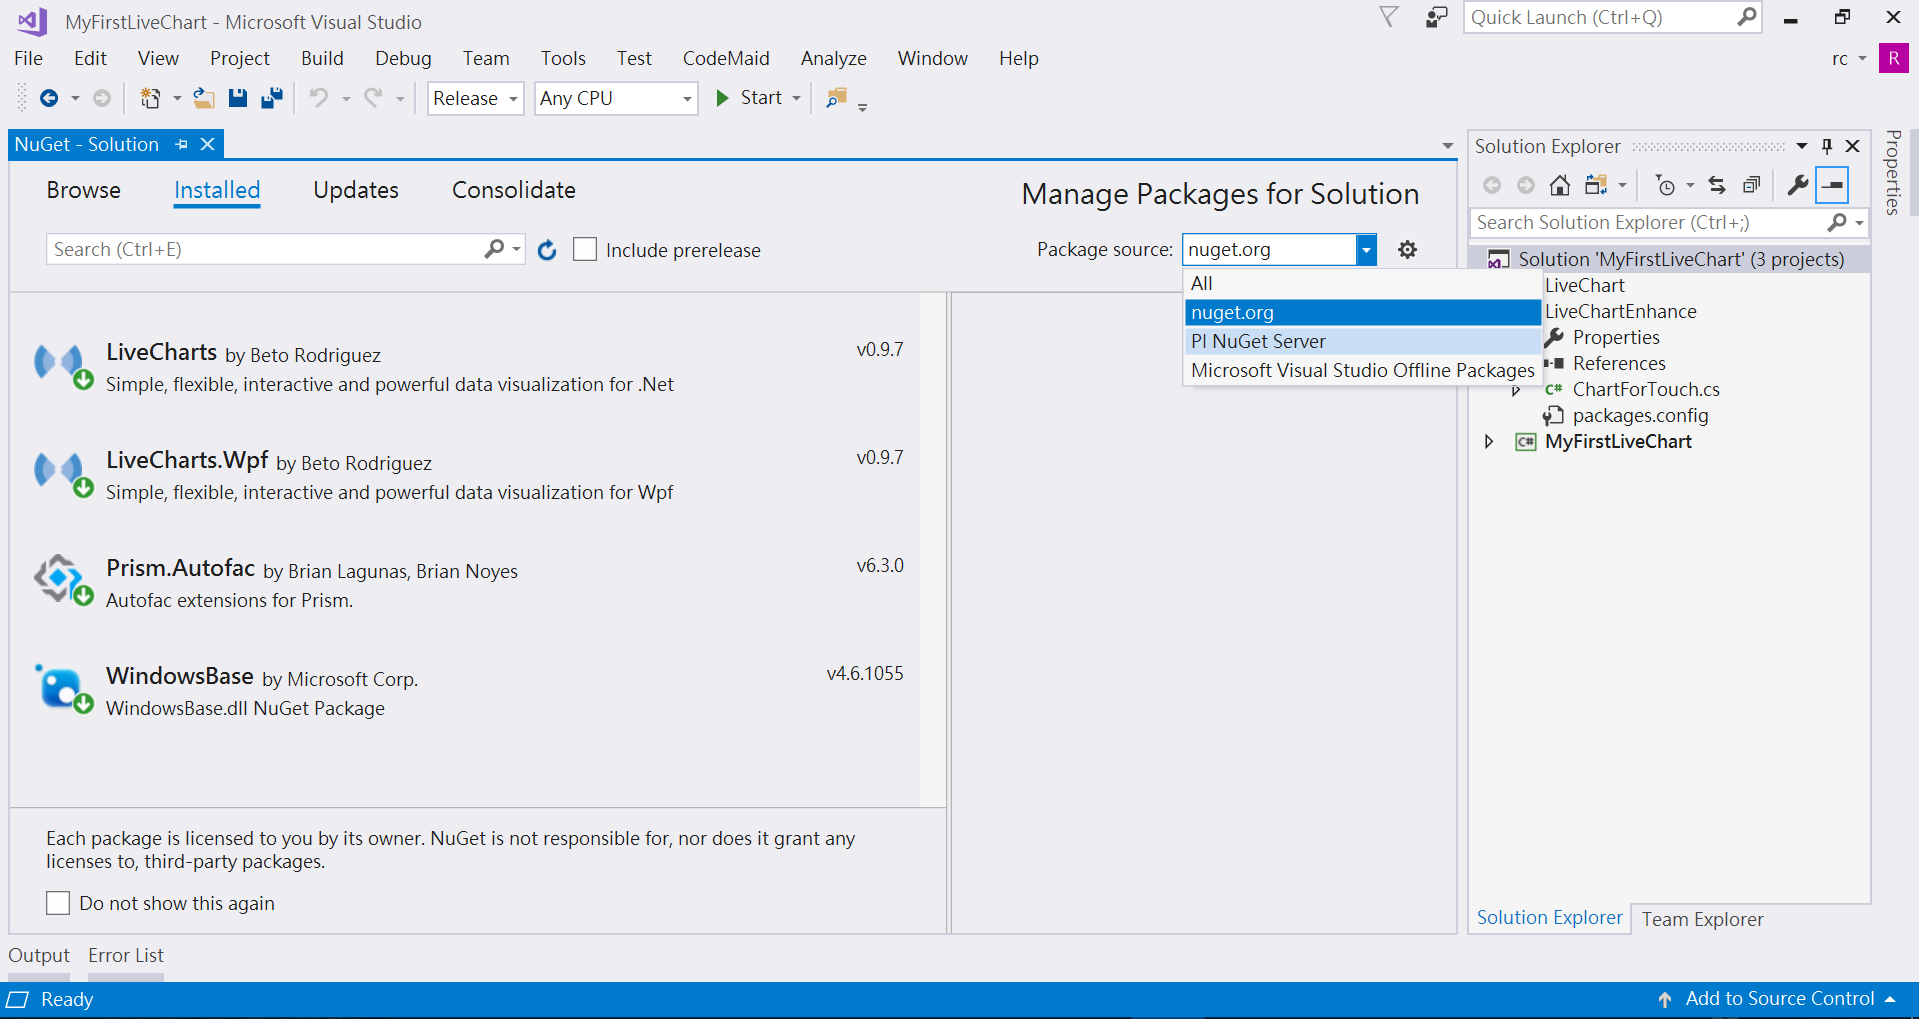 MyFirstLiveChart - Microsoft Visual Studio
Quick Launch (Ctrl+Q)
File Edit View Project Build Debug Team Tools Test CodeMaid Analyze Window Help
rc R
Release Any CPU Start
NuGet - Solution
Browse Installed Updates Consolidate
Manage Packages for Solution
Search (Ctrl+E)
Include prerelease
Package source: nuget.org
All
nuget.org
PI NuGet Server
Microsoft Visual Studio Offline Packages
LiveCharts by Beto Rodriguez v0.9.7
Simple, flexible, interactive and powerful data visualization for .Net
LiveCharts.Wpf by Beto Rodriguez v0.9.7
Simple, flexible, interactive and powerful data visualization for Wpf
Prism.Autofac by Brian Lagunas, Brian Noyes v6.3.0
Autofac extensions for Prism.
WindowsBase by Microsoft Corp. v4.6.1055
WindowsBase.dll NuGet Package
Each package is licensed to you by its owner. NuGet is not responsible for, nor does it grant any
licenses to, third-party packages.
Do not show this again
Solution Explorer
Search Solution Explorer (Ctrl+;)
Solution 'MyFirstLiveChart' (3 projects)
LiveChart
LiveChartEnhance
Properties
References
C# ChartForTouch.cs
packages.config
C# MyFirstLiveChart
Solution Explorer Team Explorer
Properties
Output Error List
Ready
Add to Source Control